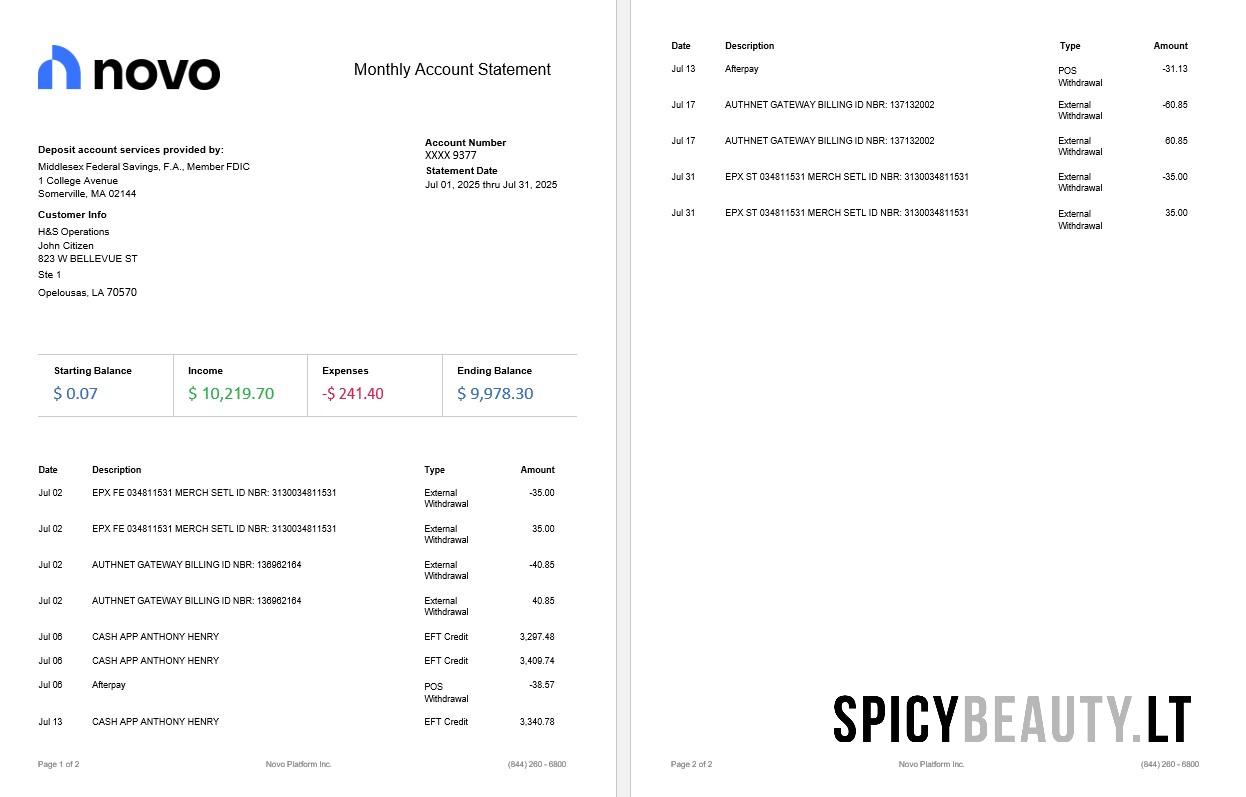 novo
Monthly Account Statement
Deposit account services provided by:
Middlesex Federal Savings, F.A., Member FDIC
1 College Avenue
Somerville, MA 02144
Account Number
XXXX 9377
Statement Date
Jul 01, 2025 thru Jul 31, 2025
Customer Info
H&S Operations
John Citizen
823 W BELLEVUE ST
Ste 1
Opelousas, LA 70570
Starting Balance Income Expenses Ending Balance
$ 0.07 $ 10,219.70 -$ 241.40 $ 9,978.30
Date Description Type Amount
Jul 02 EPX FE 034811531 MERCH SETL ID NBR: 3130034811531 External Withdrawal -35.00
Jul 02 EPX FE 034811531 MERCH SETL ID NBR: 3130034811531 External Withdrawal 35.00
Jul 02 AUTHNET GATEWAY BILLING ID NBR: 136962164 External Withdrawal -40.85
Jul 02 AUTHNET GATEWAY BILLING ID NBR: 136962164 External Withdrawal 40.85
Jul 06 CASH APP ANTHONY HENRY EFT Credit 3,297.48
Jul 06 CASH APP ANTHONY HENRY EFT Credit 3,409.74
Jul 06 Afterpay POS Withdrawal -38.57
Jul 13 CASH APP ANTHONY HENRY EFT Credit 3,340.78
Page 1 of 2 Novo Platform Inc. (844) 260 - 6800
Date Description Type Amount
Jul 13 Afterpay POS Withdrawal -31.13
Jul 17 AUTHNET GATEWAY BILLING ID NBR: 137132002 External Withdrawal -60.85
Jul 17 AUTHNET GATEWAY BILLING ID NBR: 137132002 External Withdrawal 60.85
Jul 31 EPX ST 034811531 MERCH SETL ID NBR: 3130034811531 External Withdrawal -35.00
Jul 31 EPX ST 034811531 MERCH SETL ID NBR: 3130034811531 External Withdrawal 35.00
SPICYBEAUTY.LT
Page 2 of 2 Novo Platform Inc. (844) 260 - 6800